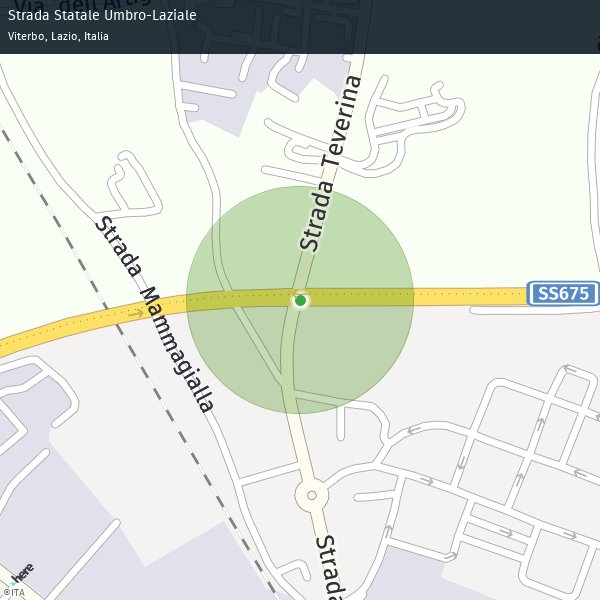 Strada Statale Umbro-Laziale
Viterbo, Lazio, Italia
Strada Teverina
Strada Mammagialla
SS675
Strada
here
©ITA